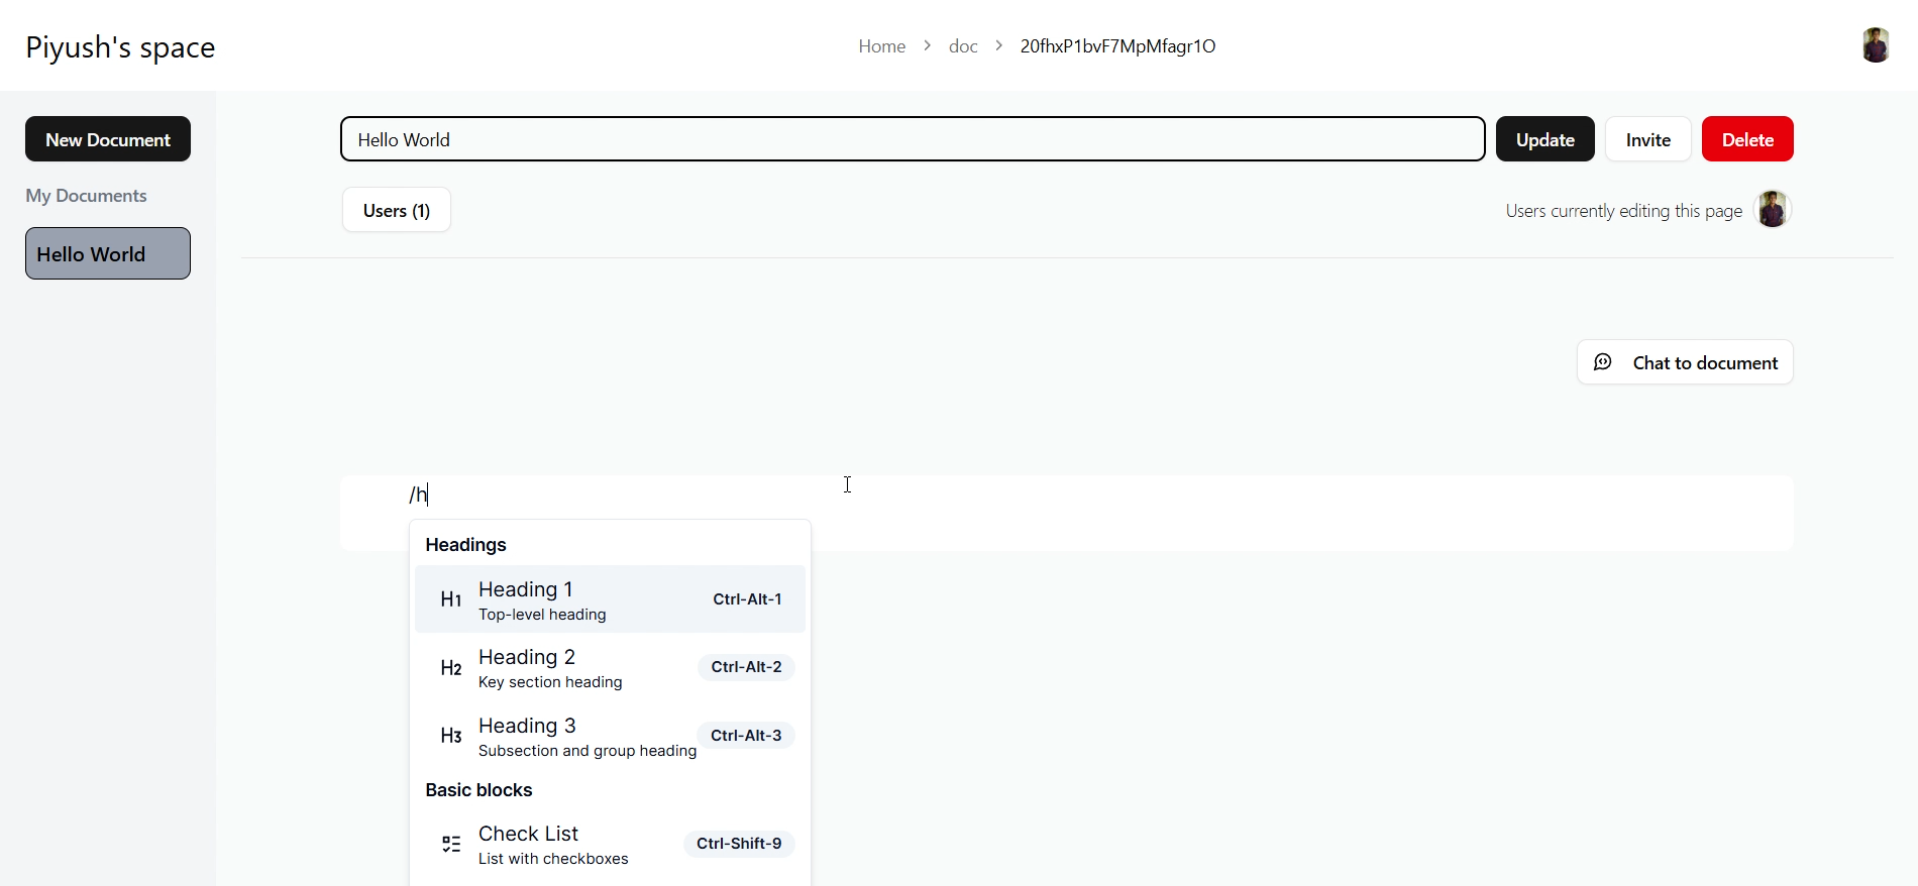 Piyush's space
Home > doc > 20fhxP1bvF7MpMfagr1O
New Document
My Documents
Hello World
Hello World
Update
Invite
Delete
Users (1)
Users currently editing this page
Chat to document
/h
Headings
H1 Heading 1 Ctrl-Alt-1
Top-level heading
H2 Heading 2 Ctrl-Alt-2
Key section heading
H3 Heading 3 Ctrl-Alt-3
Subsection and group heading
Basic blocks
Check List Ctrl-Shift-9
List with checkboxes